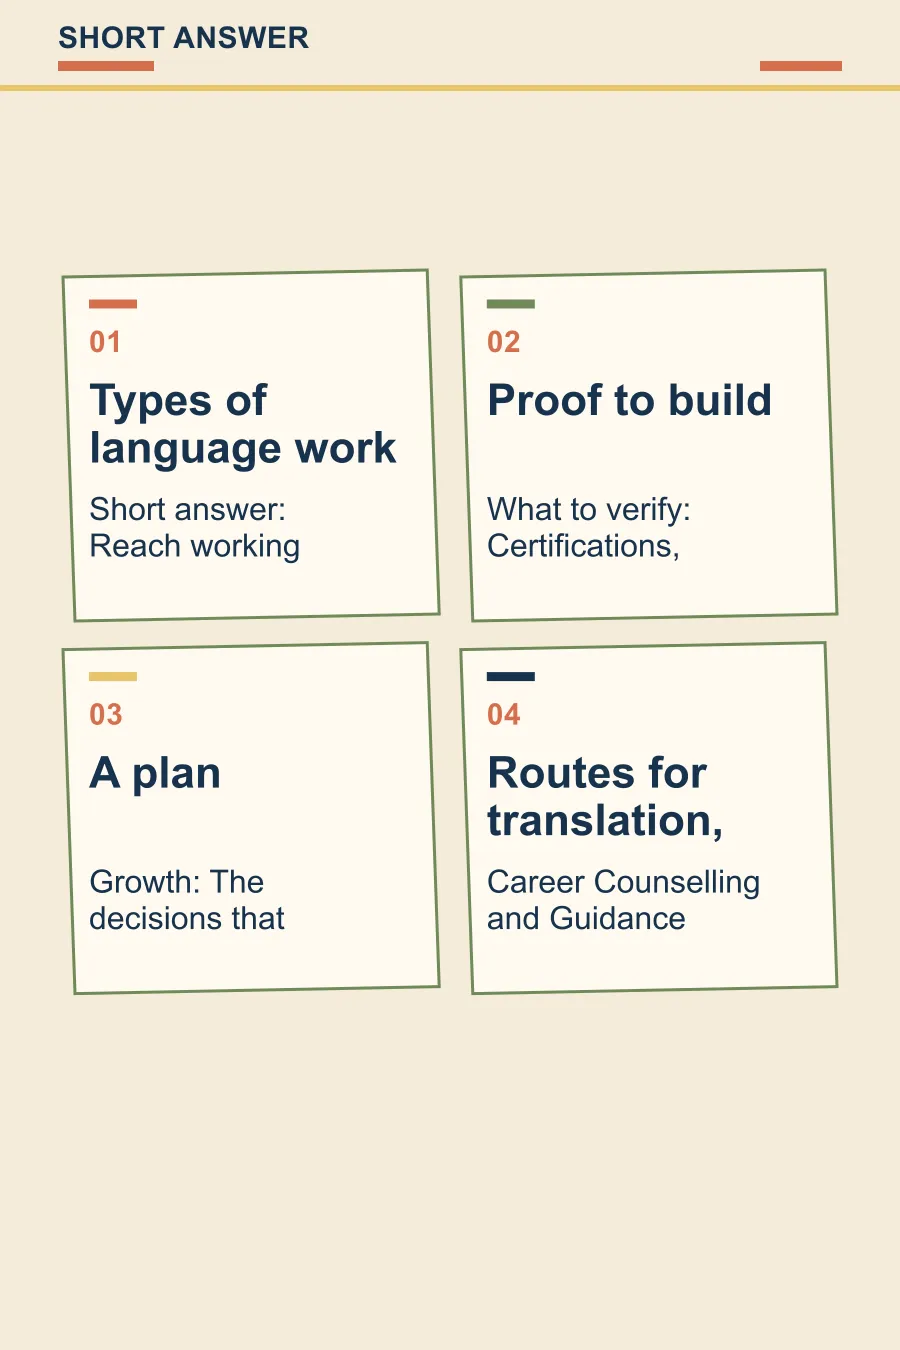 SHORT ANSWER
01
Types of
language work
Short answer:
Reach working
02
Proof to build
What to verify:
Certifications,
03
A plan
Growth: The
decisions that
04
Routes for
translation,
Career Counselling
and Guidance